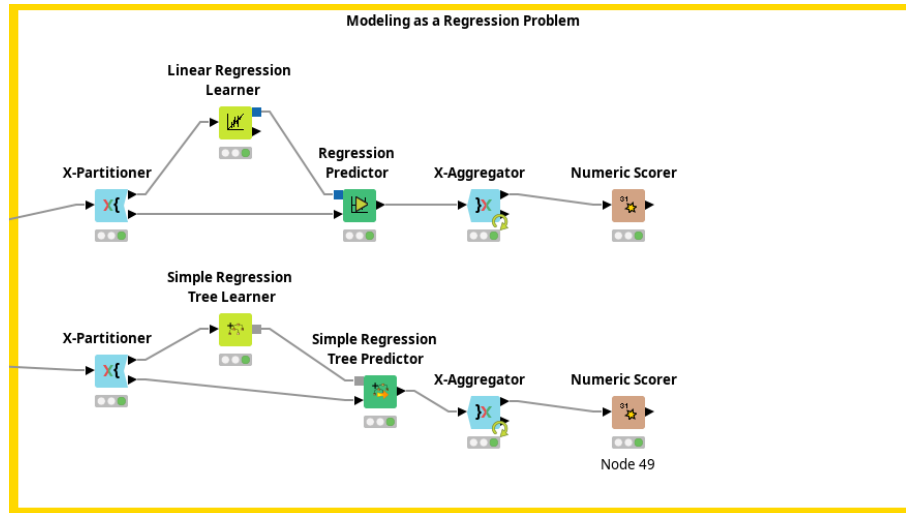 Modeling as a Regression Problem
Linear Regression
Learner
X-Partitioner
Regression
Predictor
X-Aggregator
Numeric Scorer
Simple Regression
Tree Learner
X-Partitioner
Simple Regression
Tree Predictor
X-Aggregator
Numeric Scorer
Node 49